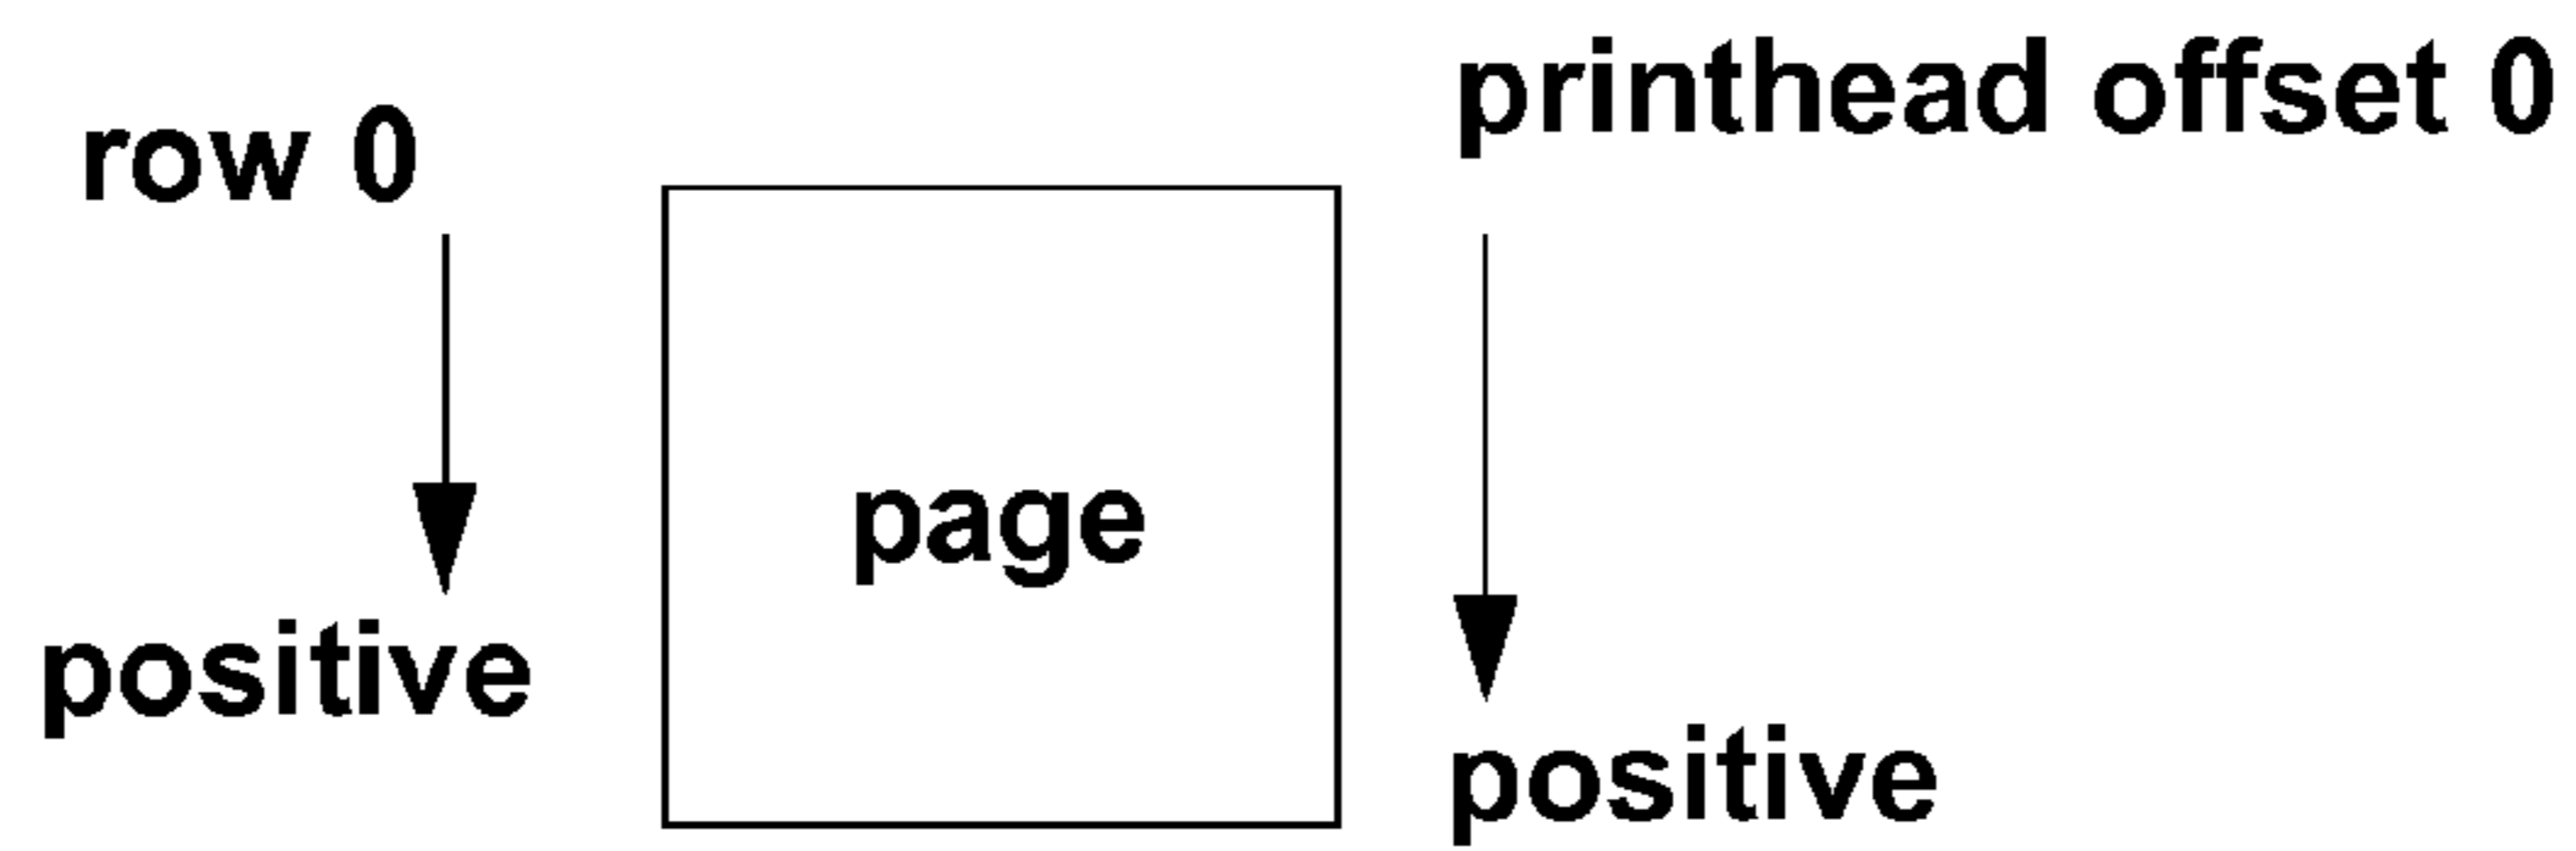 printhead offset 0
row 0
page
positive
positive